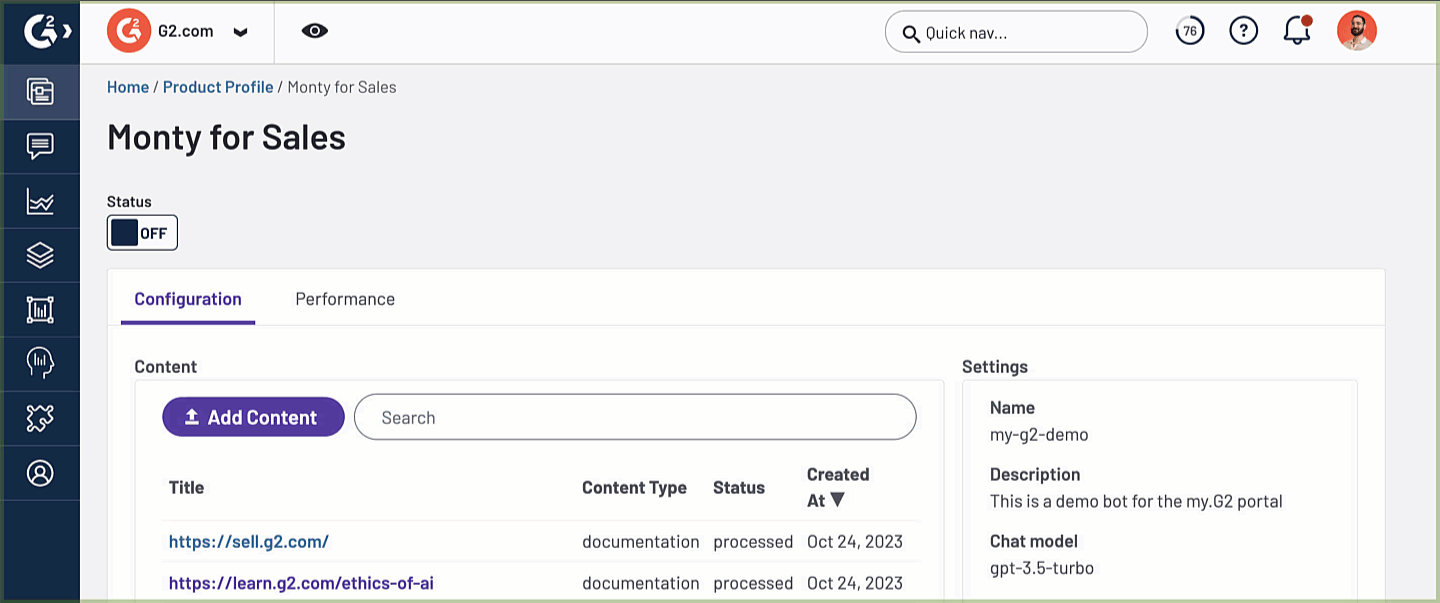 G2.com
Quick nav...
76
?
Home / Product Profile / Monty for Sales
Monty for Sales
Status
OFF
Configuration Performance
Content
Settings
Add Content
Search
Name
my-g2-demo
Title Content Type Status Created At ▼
Description
This is a demo bot for the my.G2 portal
https://sell.g2.com/ documentation processed Oct 24, 2023
Chat model
gpt-3.5-turbo
https://learn.g2.com/ethics-of-ai documentation processed Oct 24, 2023